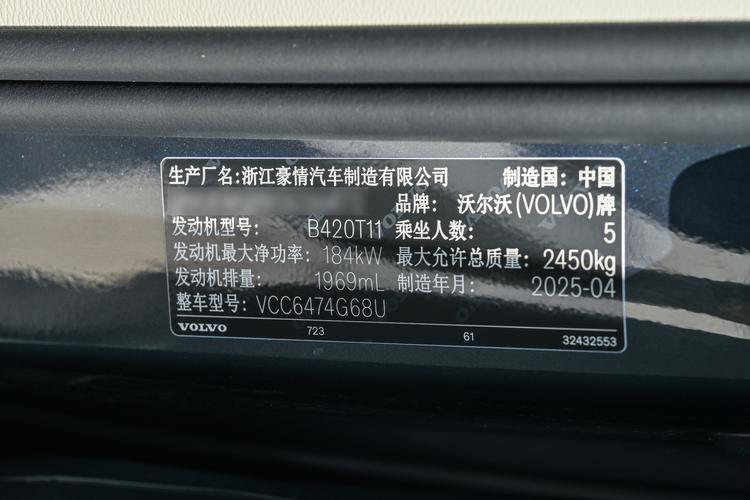 生产厂名:浙江豪情汽车制造有限公司 制造国: 中国
品牌: 沃尔沃(VOLVO)牌
发动机型号: B420T11 乘坐人数: 5
发动机最大净功率: 184kW 最大允许总质量: 2450kg
发动机排量: 1969mL 制造年月: 2025-04
整车型号: VCC6474G68U
VOLVO 723 61 32432553